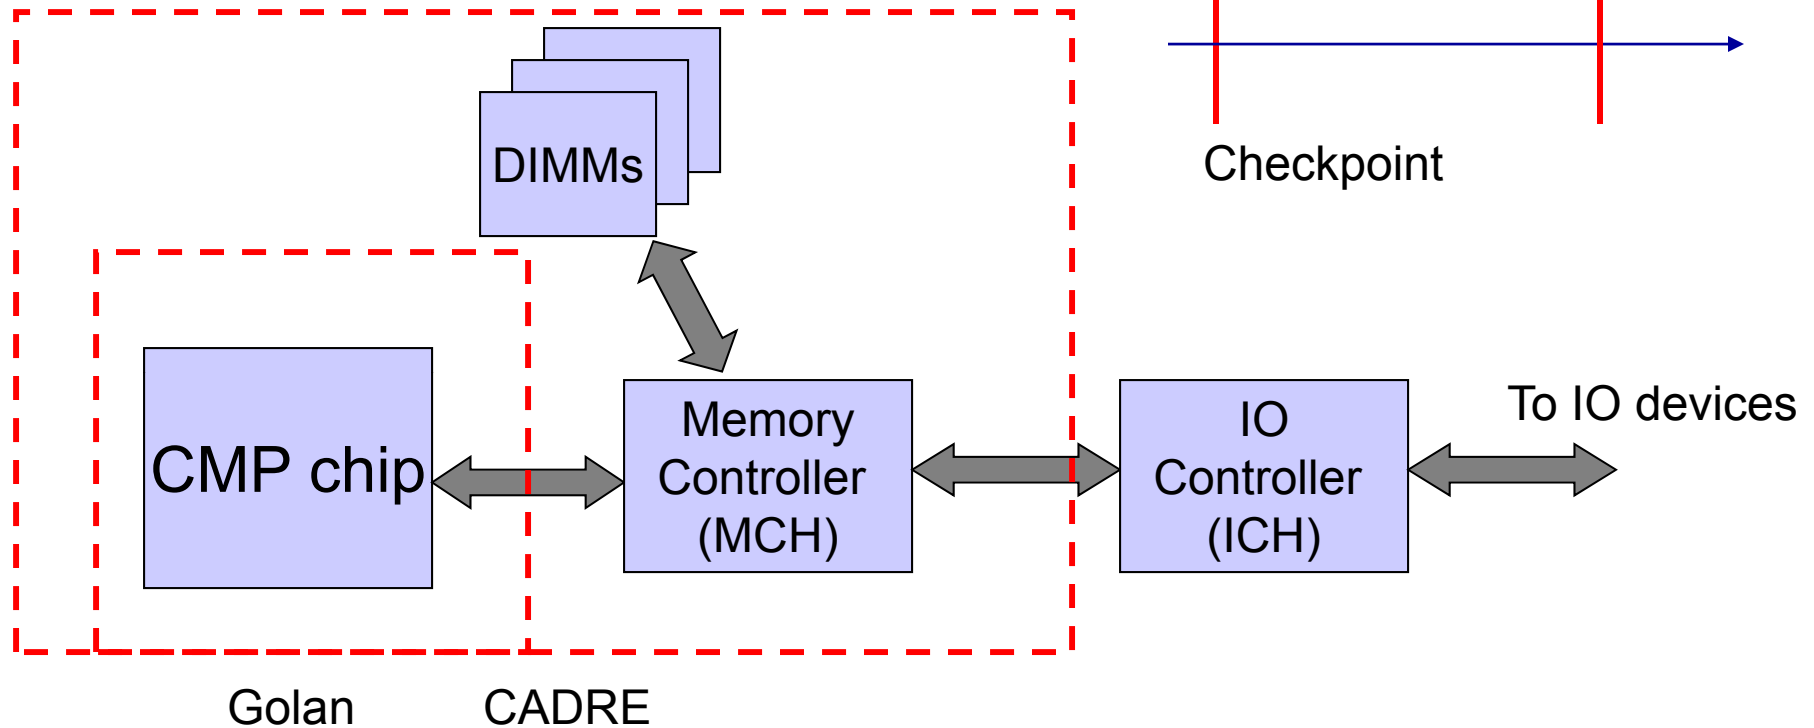 DIMMs
Checkpoint
CMP chip
Memory
Controller
(MCH)
IO
Controller
(ICH)
To IO devices
Golan
CADRE